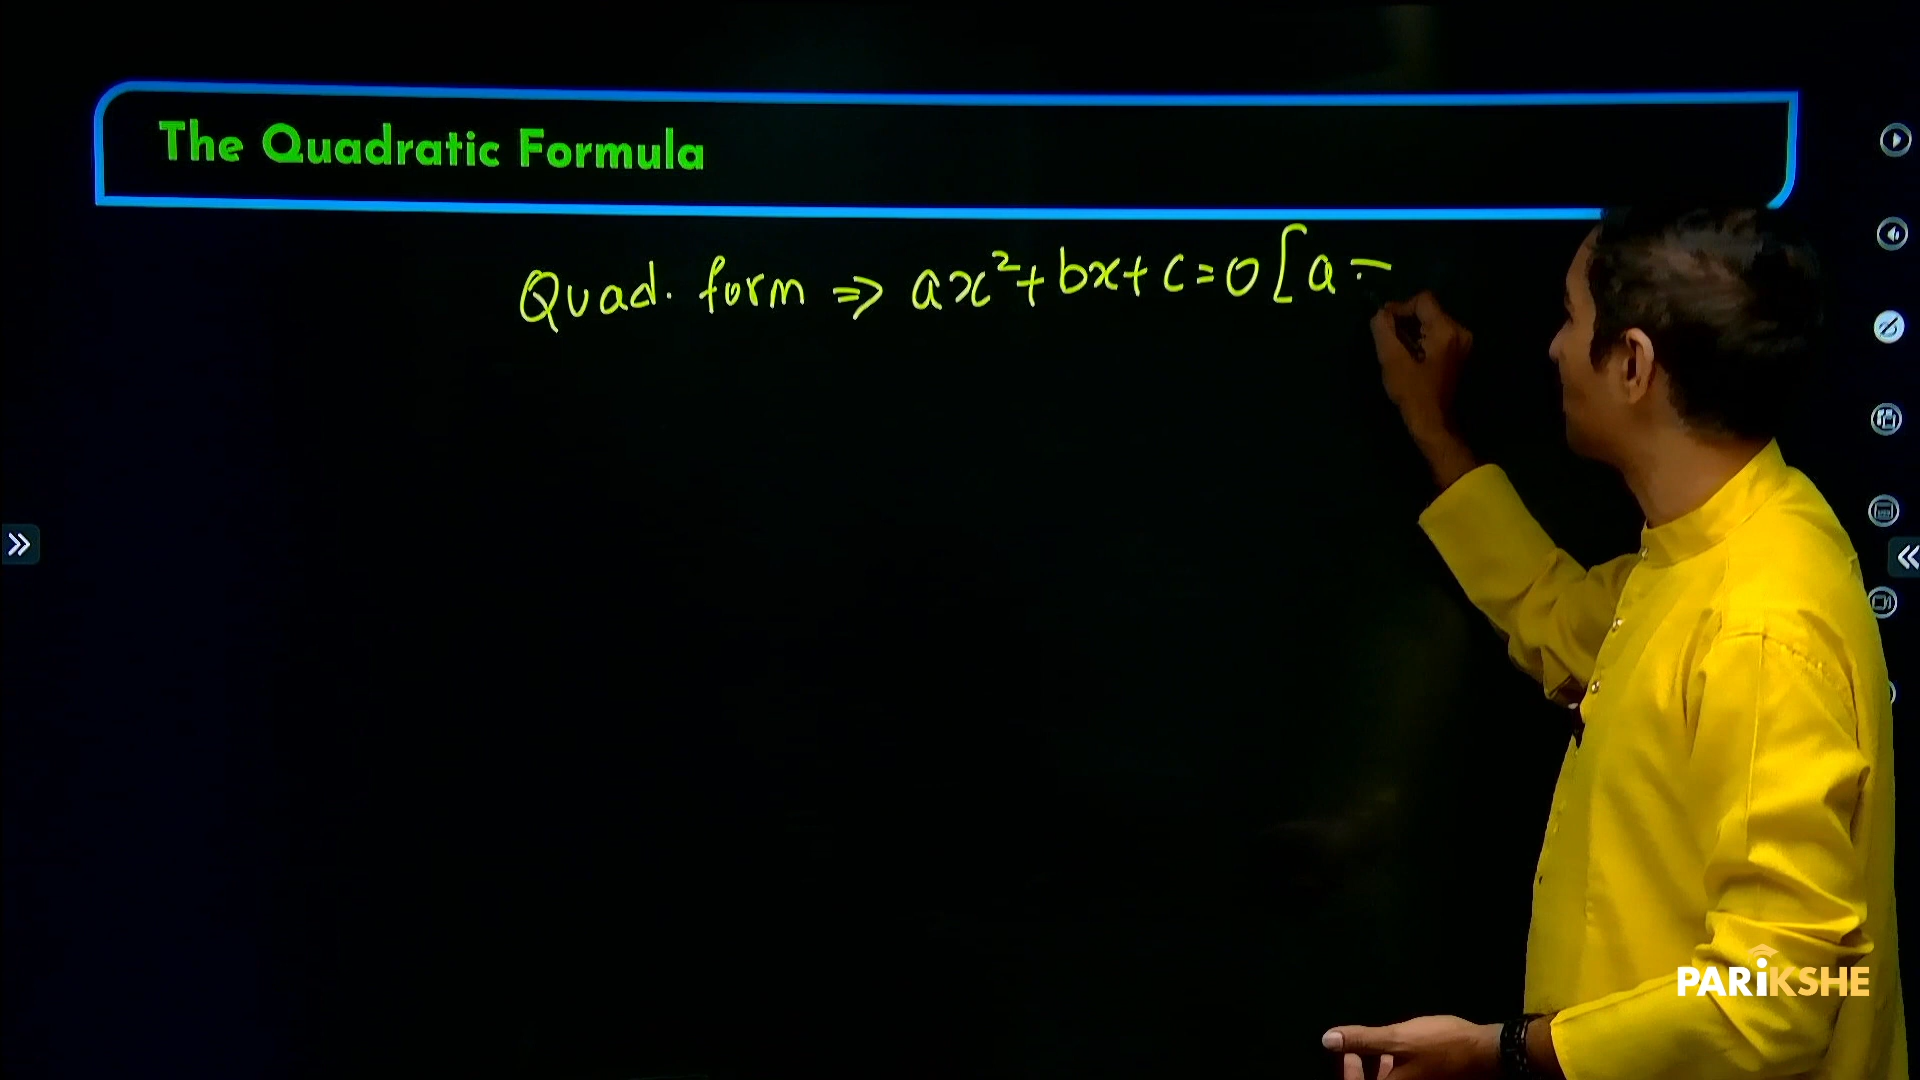 The Quadratic Formula
Quad. form ⇒ ax²+bx+c=0 [a =
PARiKSHE